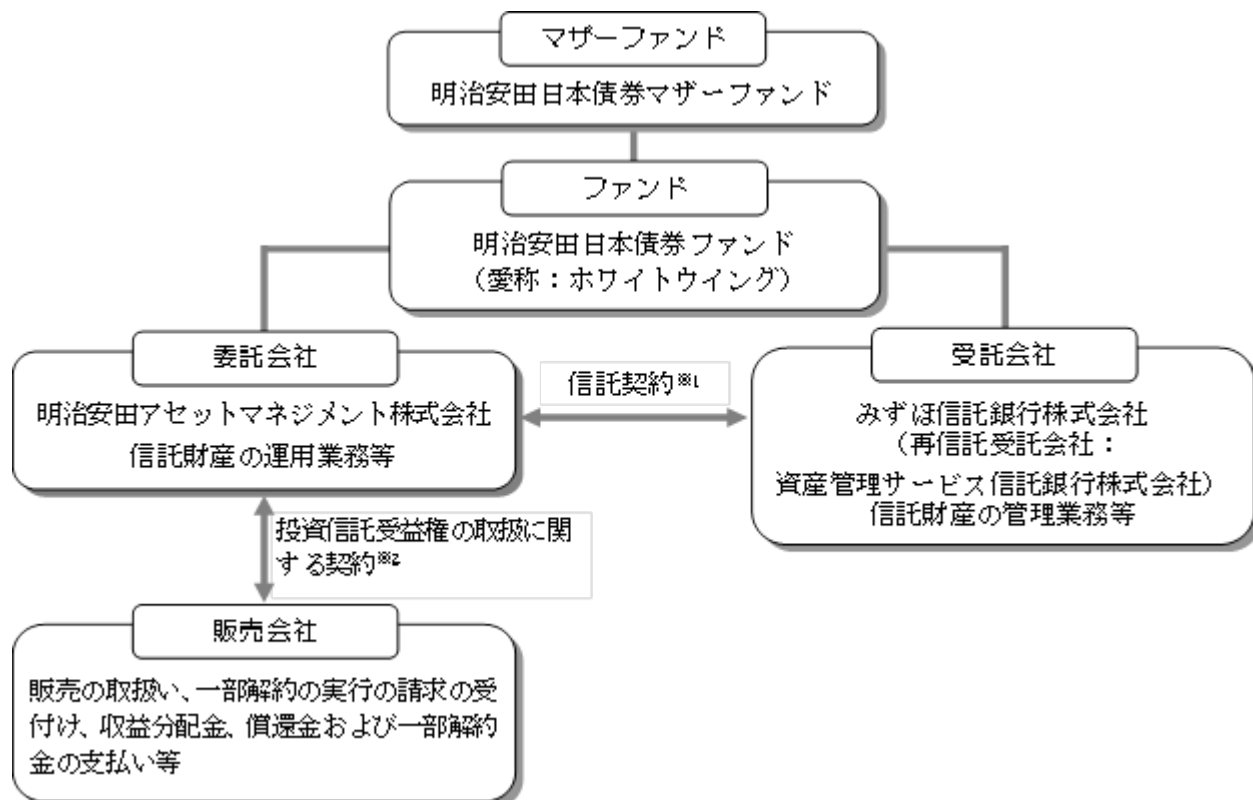 マザーファンド
明治安田日本債券マザーファンド
ファンド
明治安田日本債券ファンド
(愛称：ホワイトウイング)
委託会社
明治安田アセットマネジメント株式会社
信託財産の運用業務等
信託契約※1
受託会社
みずほ信託銀行株式会社
(再信託受託会社：
資産管理サービス信託銀行株式会社)
信託財産の管理業務等
投資信託受益権の取扱に関
する契約※2
販売会社
販売の取扱い、一部解約の実行の請求の受
付け、収益分配金、償還金および一部解約
金の支払い等